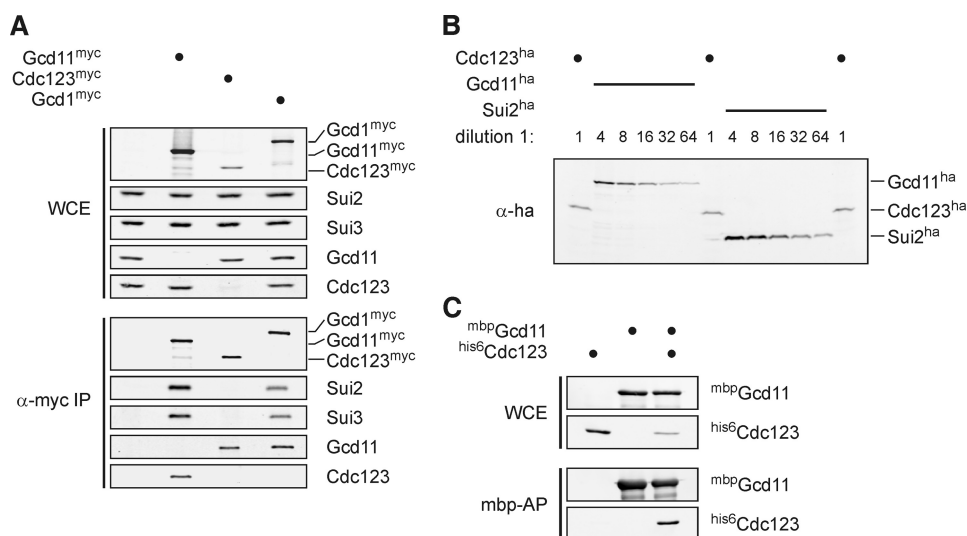 A
Gcd11myc
Cdc123myc
Gcd1myc
WCE
Gcd1myc
Gcd11myc
Cdc123myc
Sui2
Sui3
Gcd11
Cdc123
α-myc IP
Gcd1myc
Gcd11myc
Cdc123myc
Sui2
Sui3
Gcd11
Cdc123
B
Cdc123ha
Gcd11ha
Sui2ha
dilution 1: 1 4 8 16 32 64 1 4 8 16 32 64 1
α-ha
Gcd11ha
Cdc123ha
Sui2ha
C
mbpGcd11
his6Cdc123
WCE
mbpGcd11
his6Cdc123
mbp-AP
mbpGcd11
his6Cdc123